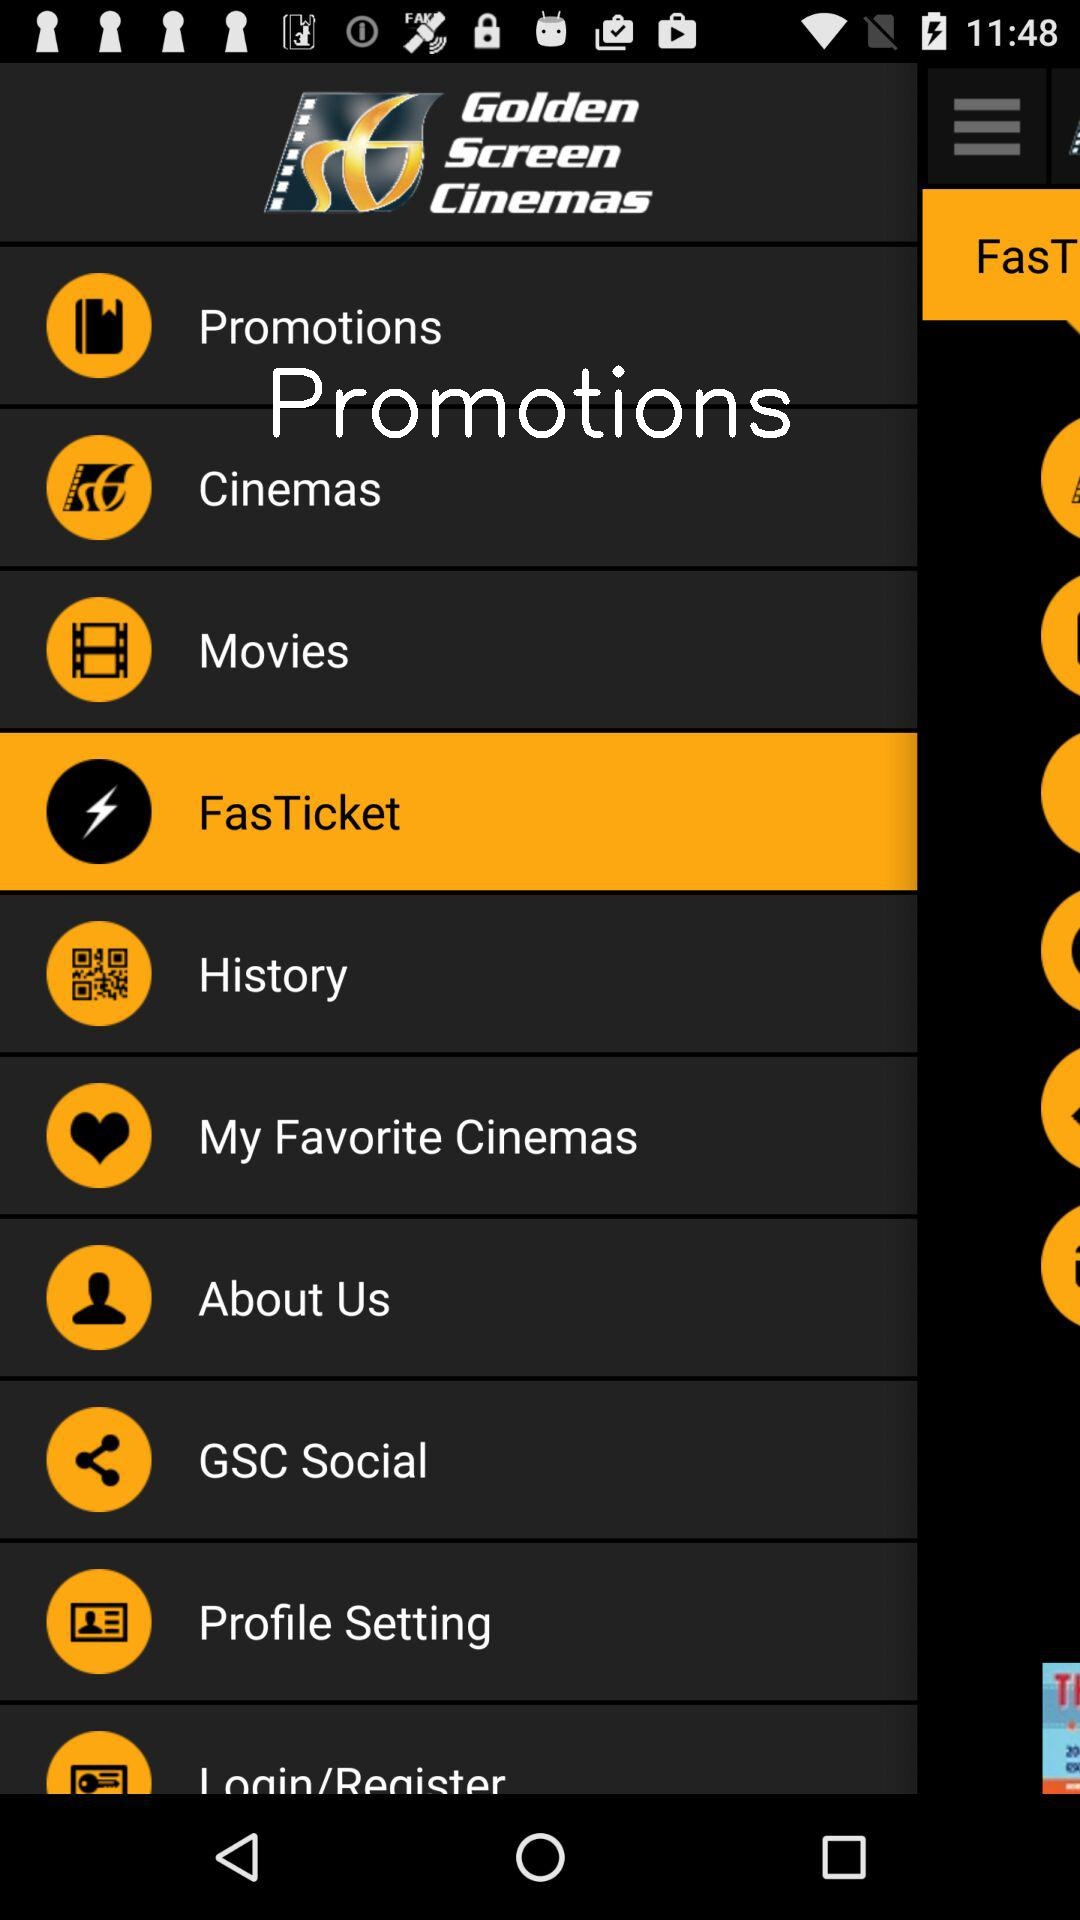 FAKE
11:48
Golden
Screen
Cinemas
FasT
Promotions
Promotions
Cinemas
Movies
FasTicket
History
My Favorite Cinemas
About Us
GSC Social
Profile Setting
Login/Register